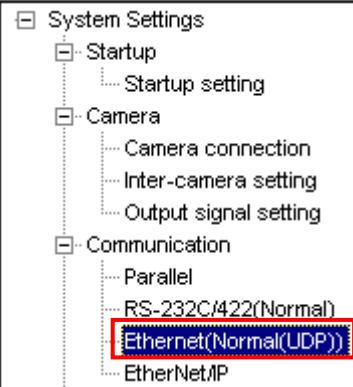 System Settings
Startup
Startup setting
Camera
Camera connection
Inter-camera setting
Output signal setting
Communication
Parallel
RS-232C/422(Normal)
Ethernet(Normal(UDP))
EtherNet/IP